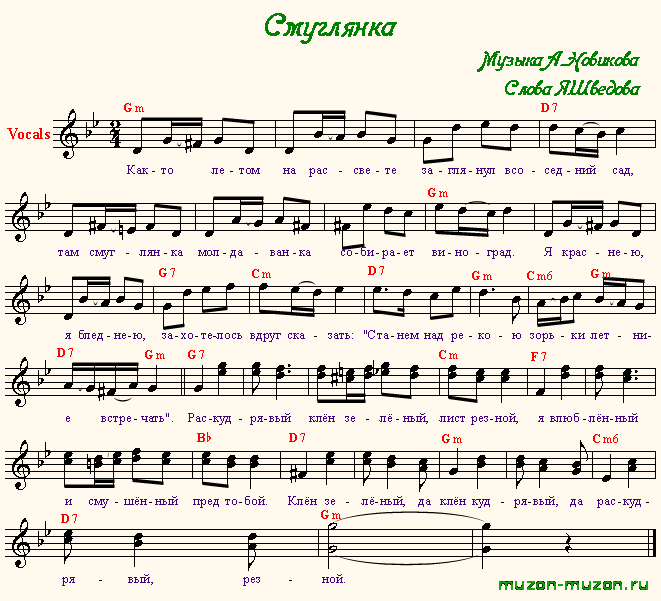 Смуглянка
Музыка А.Новикова
Слова Я.Шведова
Gm D7
Vocals
2/4
Как - то ле - том на рас - све - те за - гля - нул в со - сед - ний сад,
Gm
там смуг - лян - ка мол - да - ван - ка со - би - ра - ет ви - но - град. Я крас - не - ю,
G7 Cm D7 Gm Cm6 Gm
я блед - не - ю, за - хо - те - лось вдруг ска - зать: "Ста - нем над ре - ко - ю зорь - ки лет - ни -
D7 Gm G7 Cm F7
е встре - чать". Рас - куд - ря - вый клён зе - лё - ный, лист рез - ной, я влюб - лён - ный
Bb D7 Gm Cm6
и сму - щён - ный пред то - бой. Клён зе - лё - ный, да клён куд - ря - вый, да рас - куд -
D7 Gm
ря - вый, рез - ной.
muzon-muzon.ru